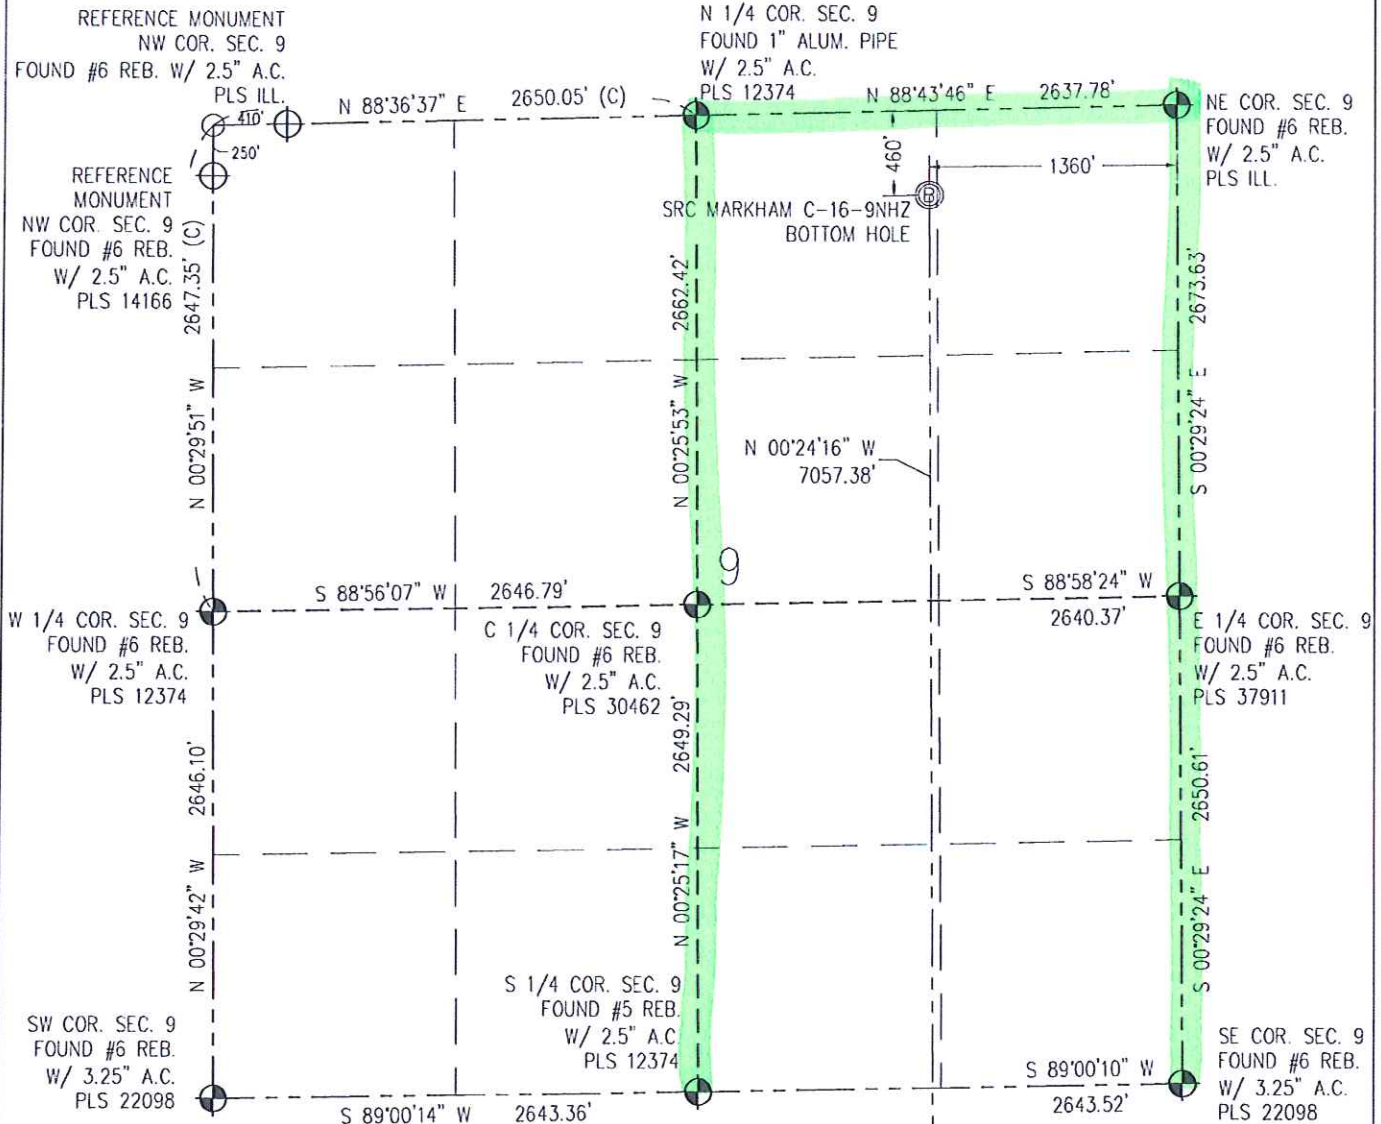 REFERENCE MONUMENT
NW COR. SEC. 9
FOUND #6 REB. W/ 2.5" A.C.
PLS ILL.
N 1/4 COR. SEC. 9
FOUND 1" ALUM. PIPE
W/ 2.5" A.C.
PLS 12374
N 88°36'37" E 2650.05' (C)
N 88°43'46" E 2637.78'
NE COR. SEC. 9
FOUND #6 REB.
W/ 2.5" A.C.
PLS ILL.
410'
250'
460'
1360'
REFERENCE
MONUMENT
NW COR. SEC. 9
FOUND #6 REB.
W/ 2.5" A.C.
PLS 14166
B
SRC MARKHAM C-16-9NHZ
BOTTOM HOLE
N 00°29'51" W 2647.35' (C)
N 00°25'53" W 2662.42'
S 00°29'24" E 2673.63'
N 00°24'16" W
7057.38'
9
S 88°56'07" W 2646.79'
S 88°58'24" W
2640.37'
W 1/4 COR. SEC. 9
FOUND #6 REB.
W/ 2.5" A.C.
PLS 12374
C 1/4 COR. SEC. 9
FOUND #6 REB.
W/ 2.5" A.C.
PLS 30462
E 1/4 COR. SEC. 9
FOUND #6 REB.
W/ 2.5" A.C.
PLS 37911
N 00°29'42" W 2646.10'
N 00°25'17" W 2649.29'
S 00°29'24" E 2650.61'
SW COR. SEC. 9
FOUND #6 REB.
W/ 3.25" A.C.
PLS 22098
S 1/4 COR. SEC. 9
FOUND #5 REB.
W/ 2.5" A.C
PLS 12374
SE COR. SEC. 9
FOUND #6 REB.
W/ 3.25" A.C.
PLS 22098
S 89°00'14" W 2643.36'
S 89°00'10" W
2643.52'